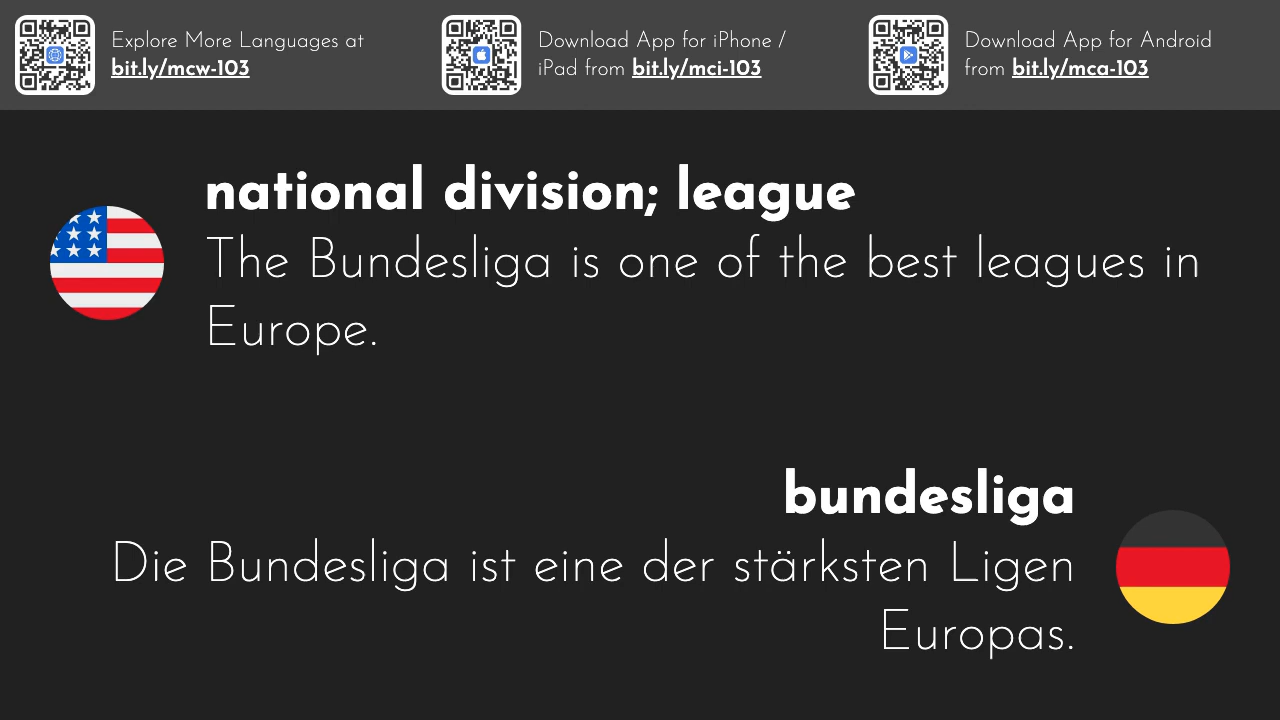 Explore More Languages at
bit.ly/mcw-103
Download App for iPhone /
iPad from bit.ly/mci-103
Download App for Android
from bit.ly/mca-103
national division; league
The Bundesliga is one of the best leagues in
Europe.
bundesliga
Die Bundesliga ist eine der stärksten Ligen
Europas.